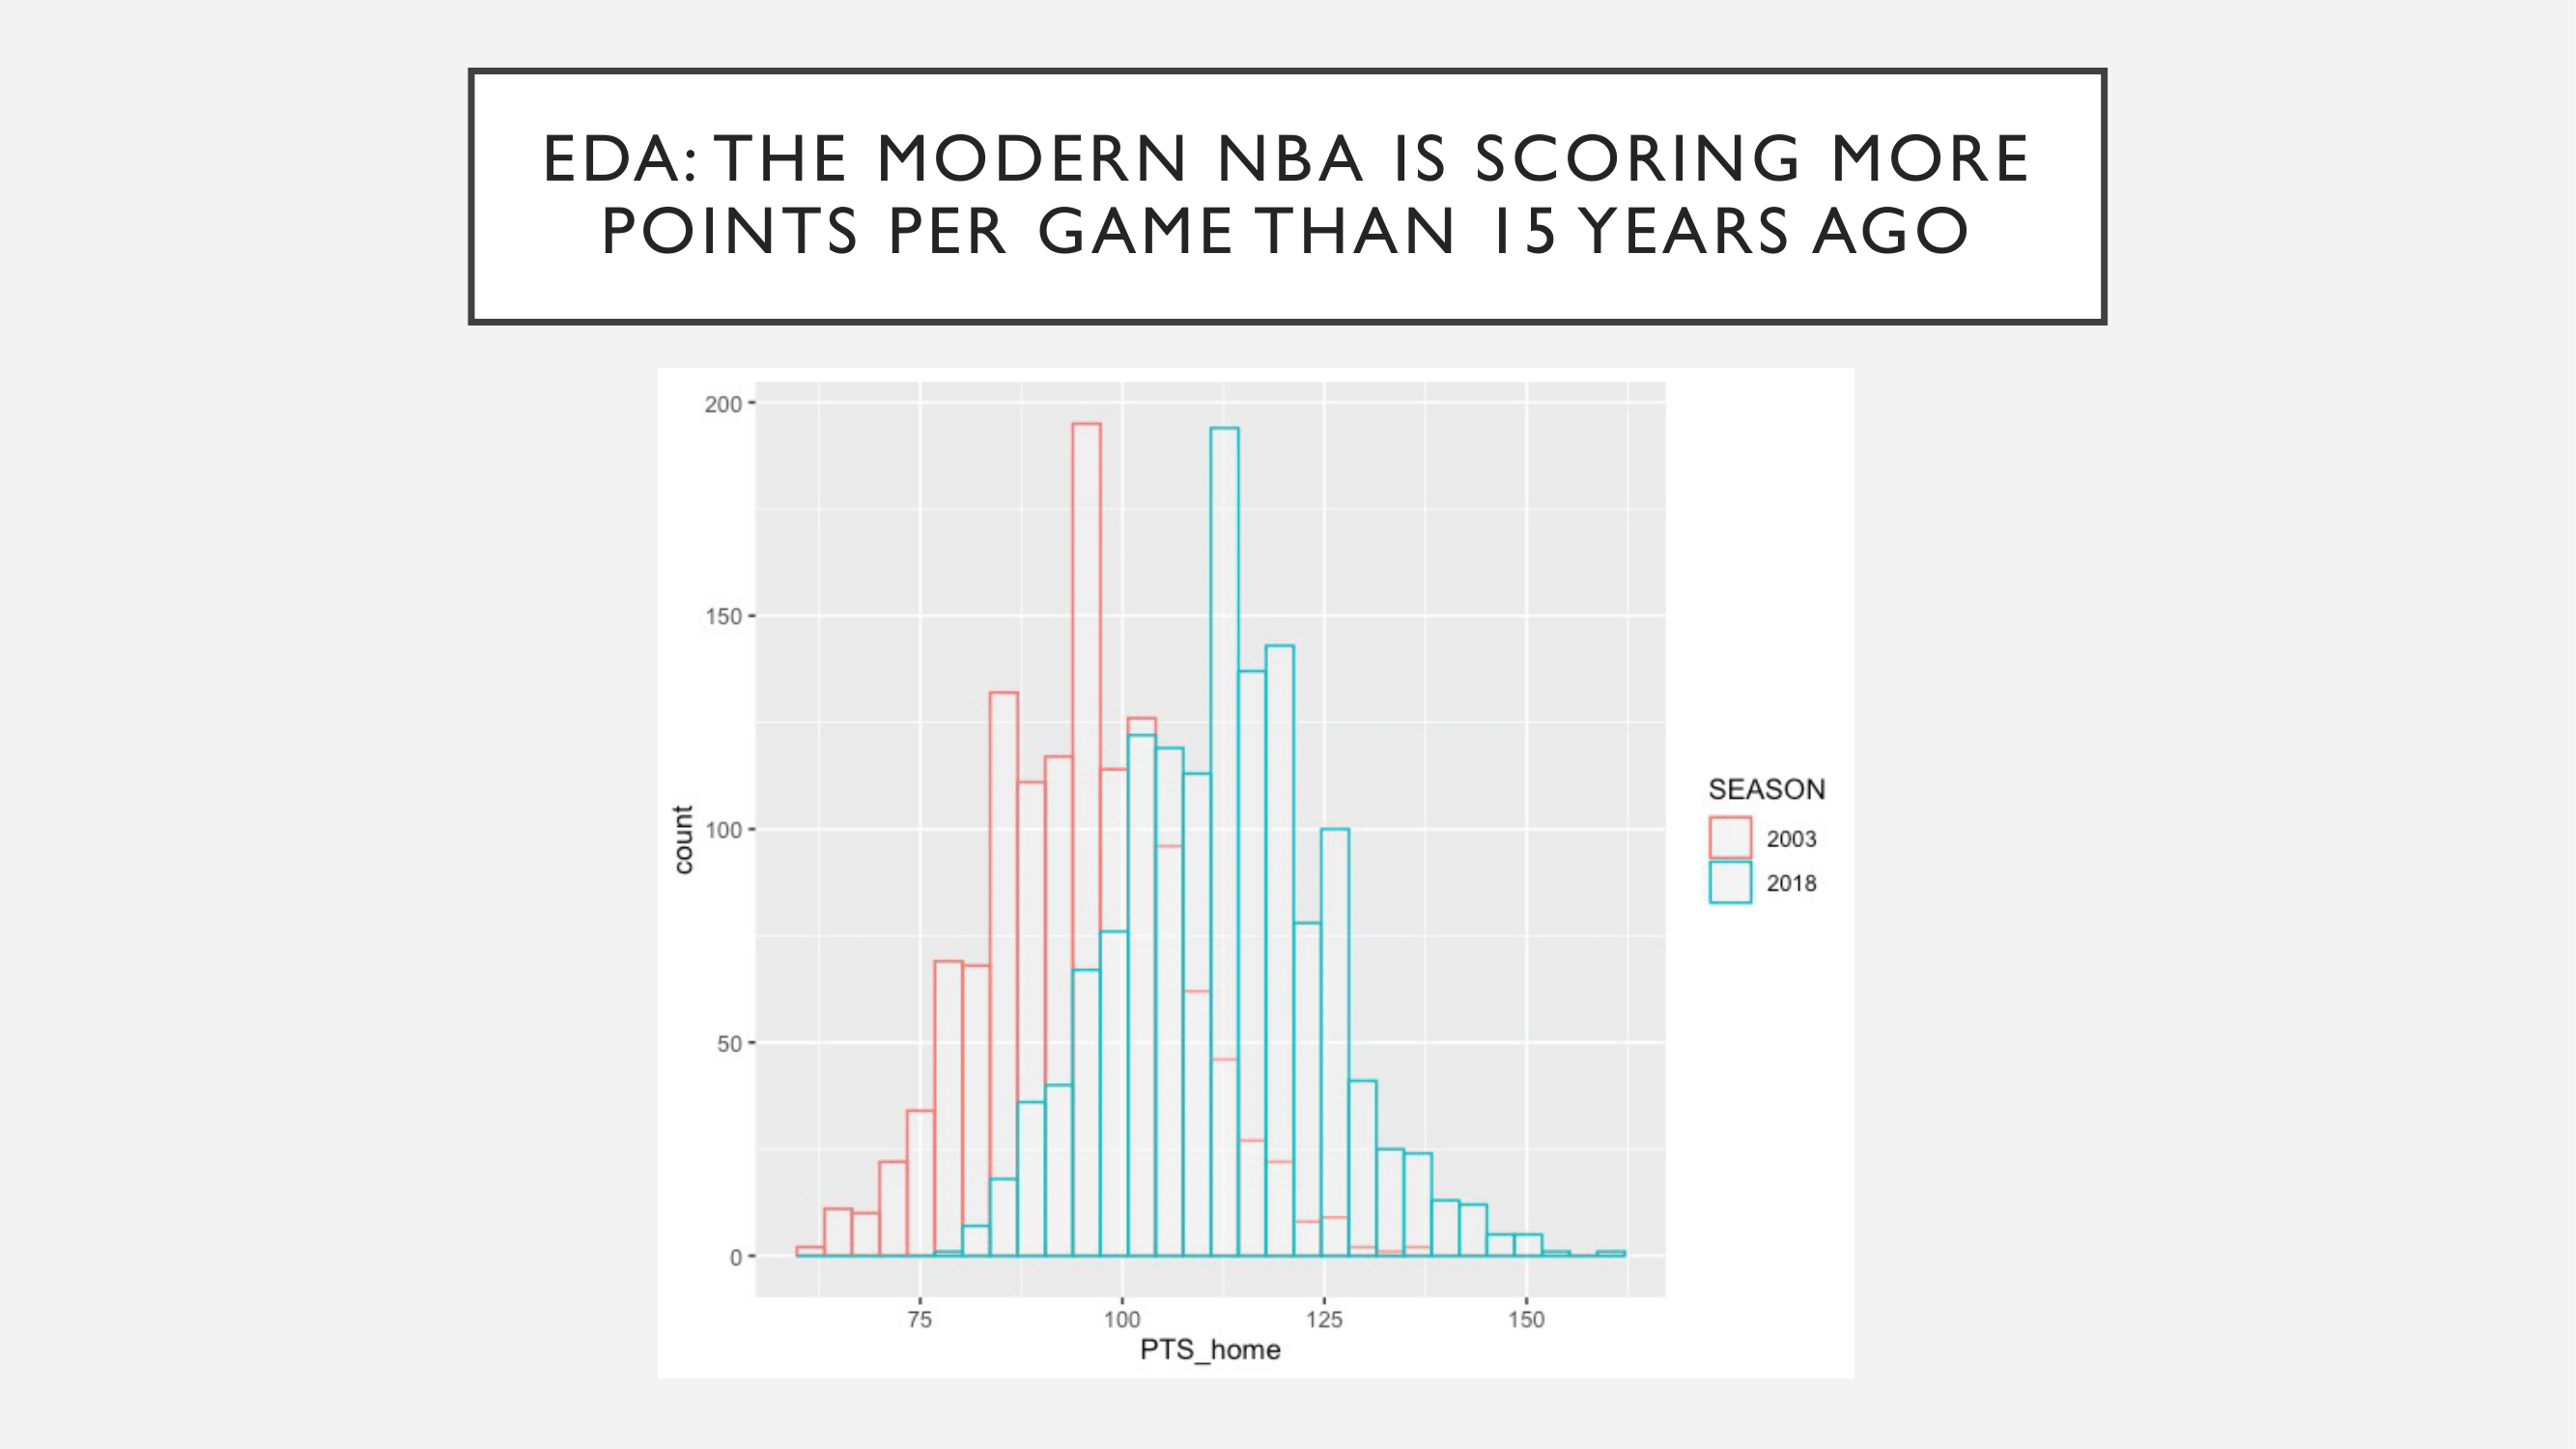 EDA: THE MODERN NBA IS SCORING MORE
POINTS PER GAME THAN 15 YEARS AGO
200
150
100
50
0
count
75 100 125 150
PTS_home
SEASON
2003
2018